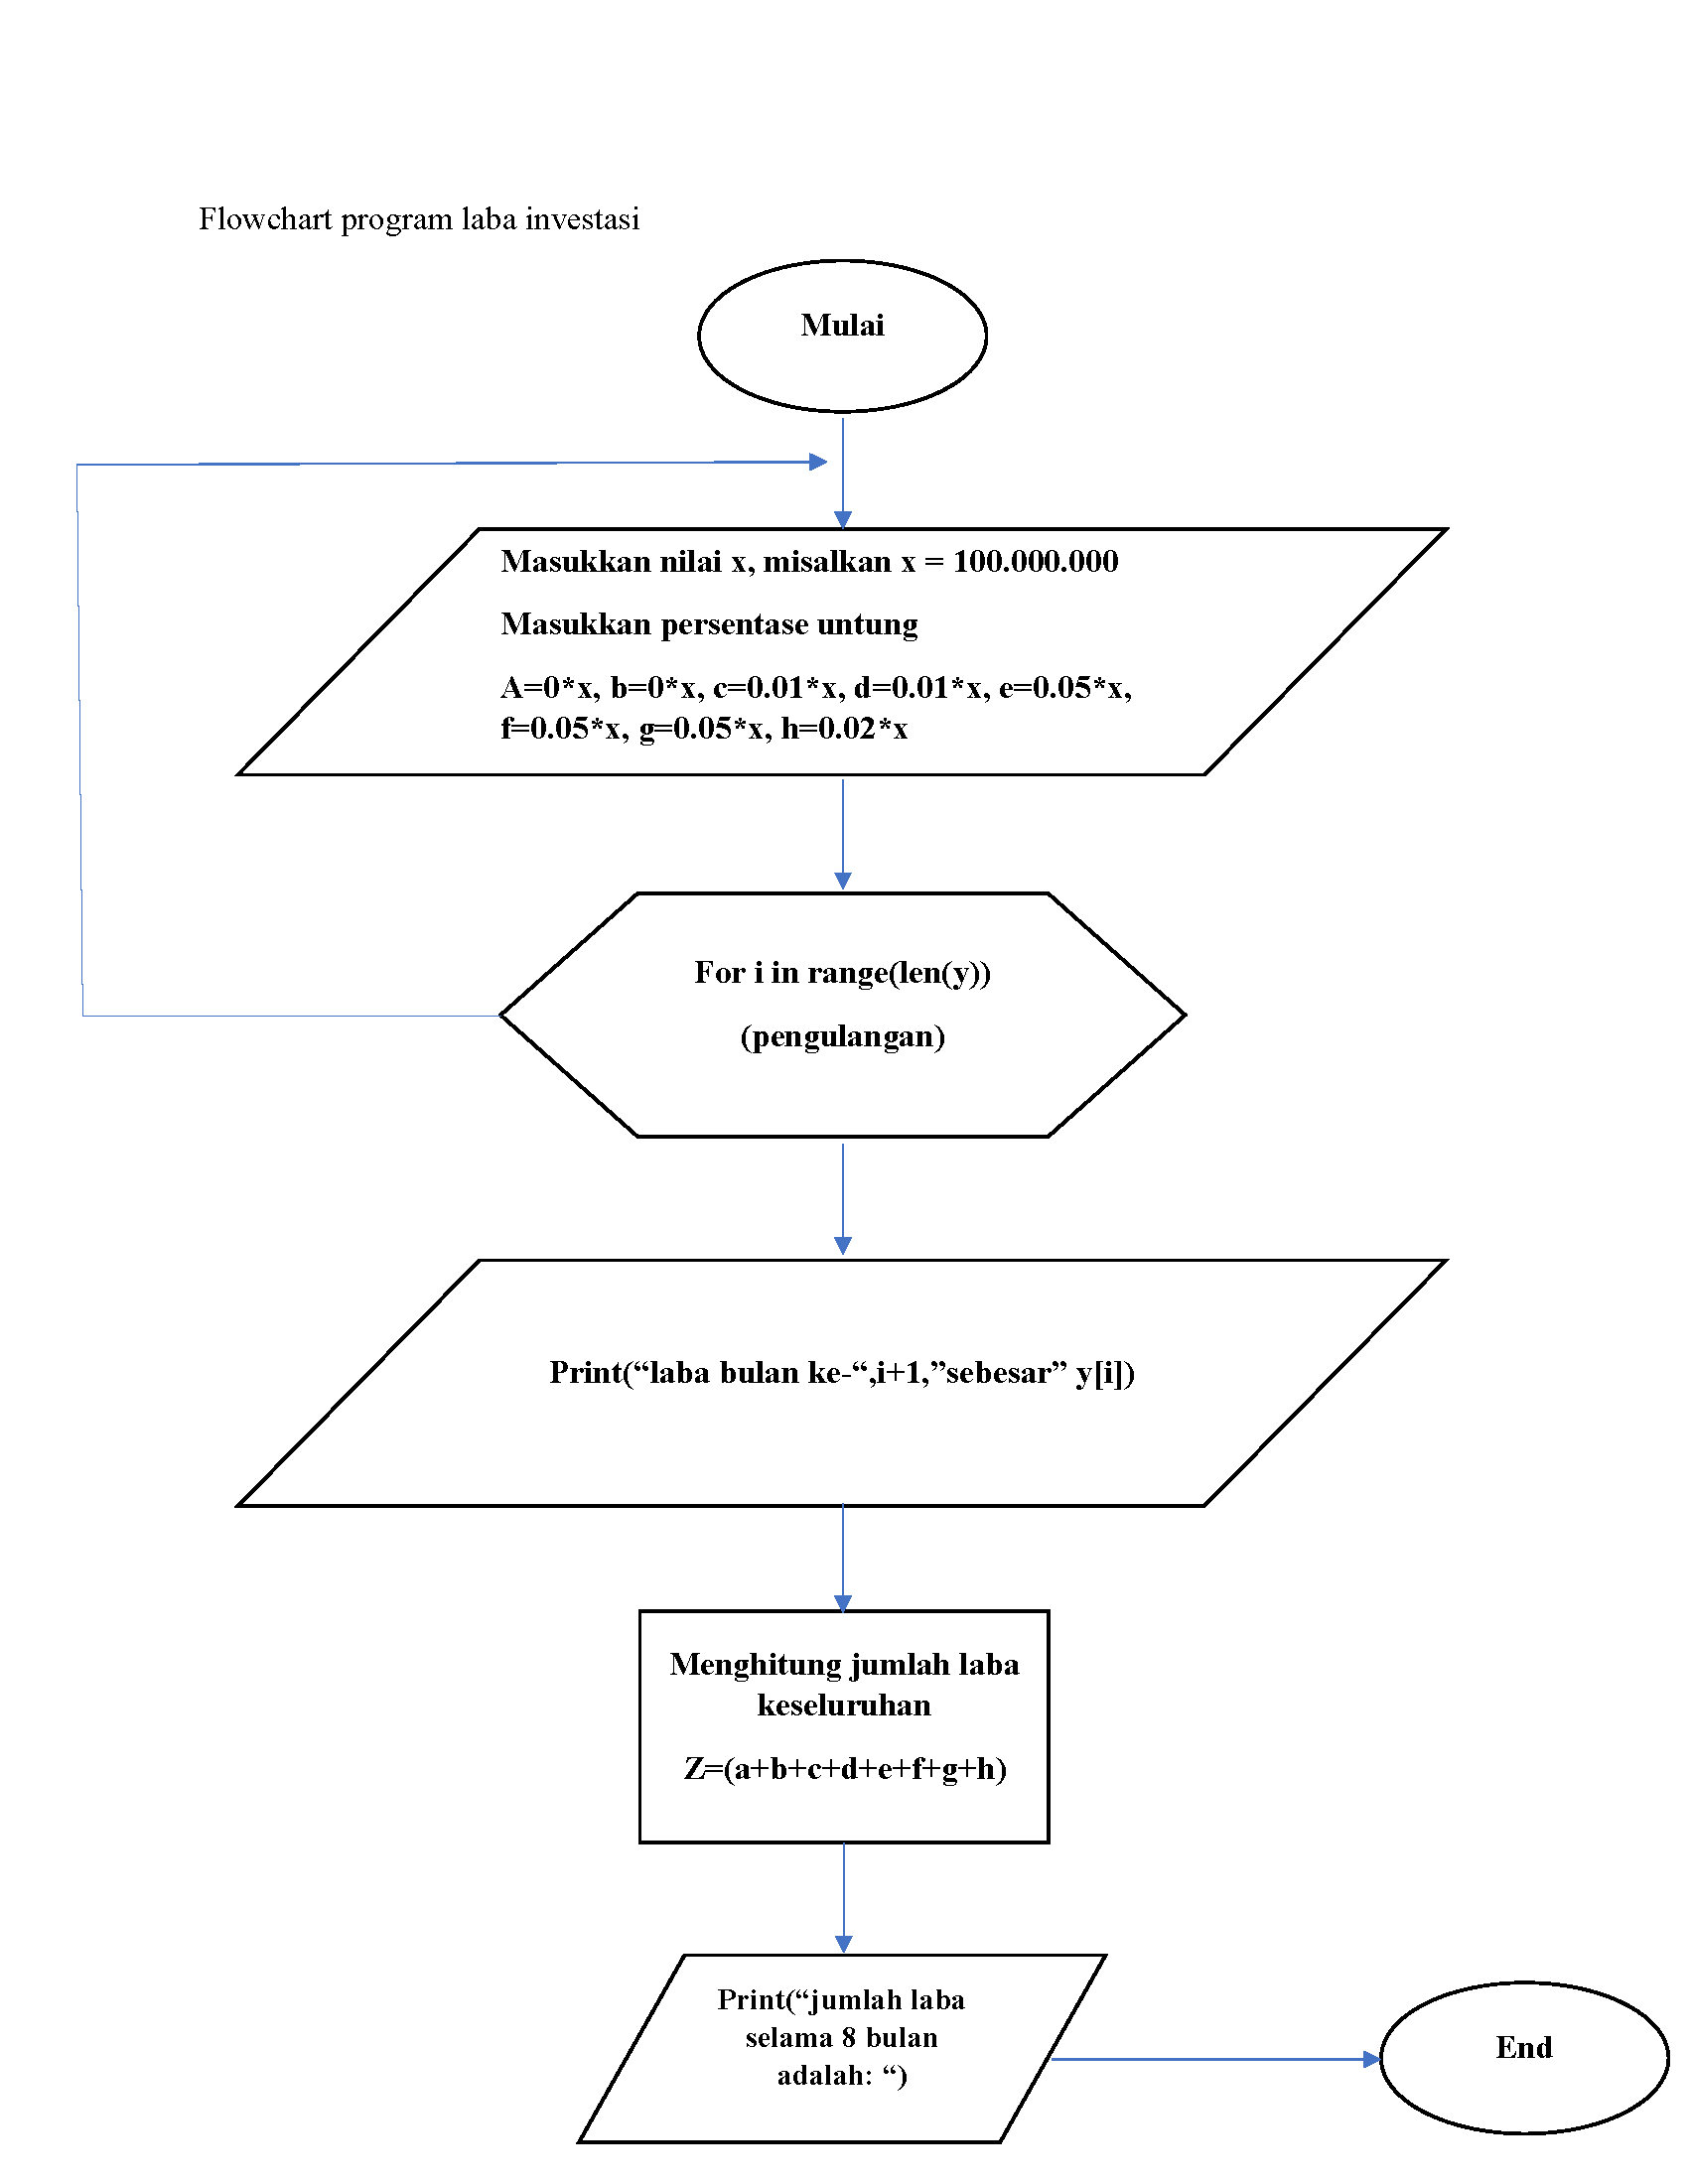 Flowchart program laba investasi
Mulai
Masukkan nilai x, misalkan x = 100.000.000
Masukkan persentase untung
A=0*x, b=0*x, c=0.01*x, d=0.01*x, e=0.05*x,
f=0.05*x, g=0.05*x, h=0.02*x
For i in range(len(y))
(pengulangan)
Print(“laba bulan ke-“,i+1,”sebesar” y[i])
Menghitung jumlah laba
keseluruhan
Z=(a+b+c+d+e+f+g+h)
Print(“jumlah laba
selama 8 bulan
adalah: “)
End